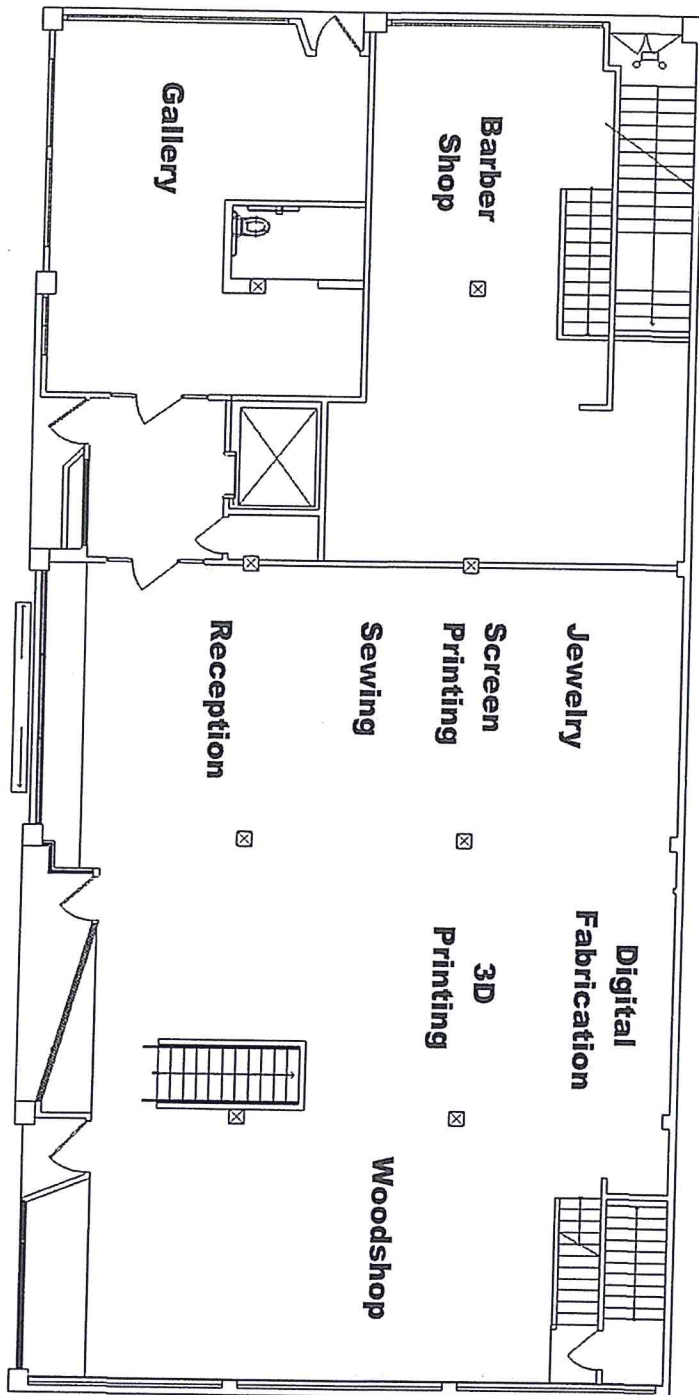 Gallery
Barber
Shop
Reception
Sewing
Screen
Printing
Jewelry
3D
Printing
Digital
Fabrication
Woodshop